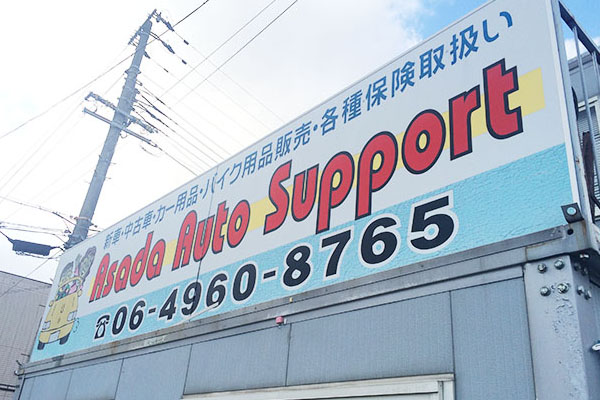 新車・中古車・カー用品・バイク用品販売・各種保険取扱い
Asada Auto Support
☎06-4960-8765